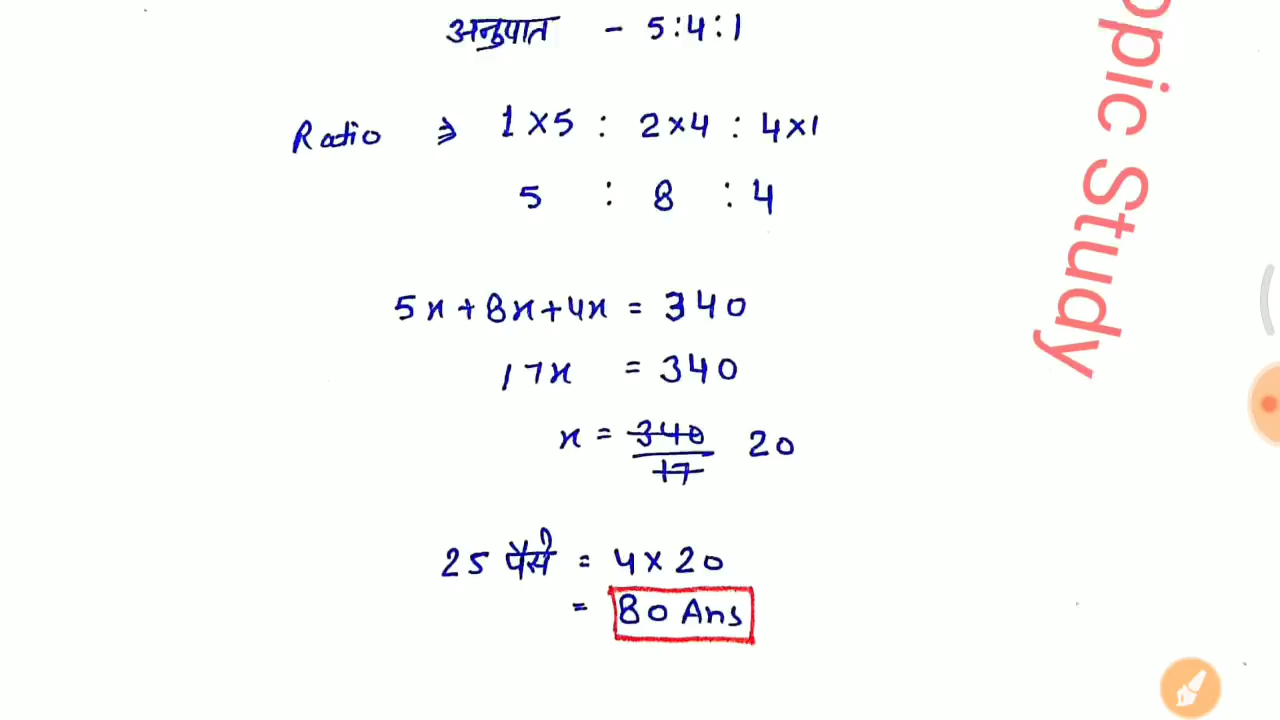 अनुपात - 5:4:1
Ratio ⇒ 1×5 : 2×4 : 4×1
5 : 8 : 4
5x+8x+4x = 340
17x = 340
x = 340/17 20
25 पैसे = 4×20
= 80 Ans
opic Study